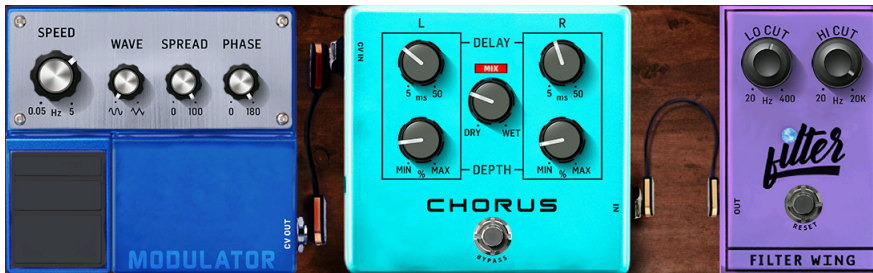 SPEED
0.05 Hz 5
WAVE
SPREAD
0 100
PHASE
0 180
MODULATOR
CV OUT
CV IN
L
R
DELAY
5 ms 50
5 ms 50
MIX
DRY WET
MIN % MAX
MIN % MAX
DEPTH
CHORUS
BYPASS
IN
OUT
LO CUT
20 Hz 400
HI CUT
20 Hz 20K
filter
RESET
FILTER WING